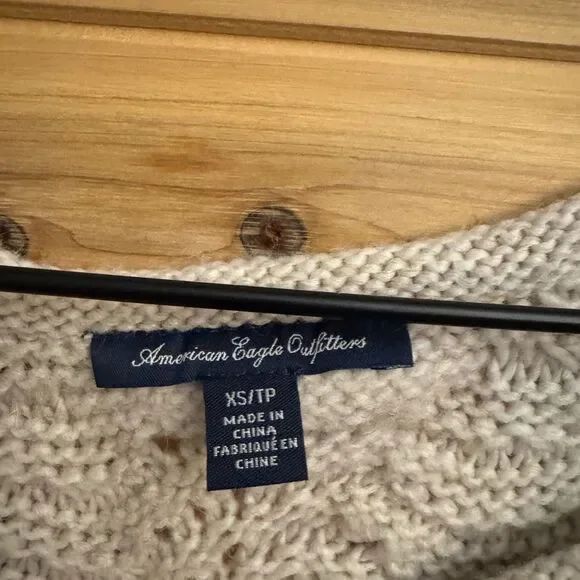 American Eagle Outfitters
XS/TP
MADE IN
CHINA
FABRIQUÉ EN
CHINE